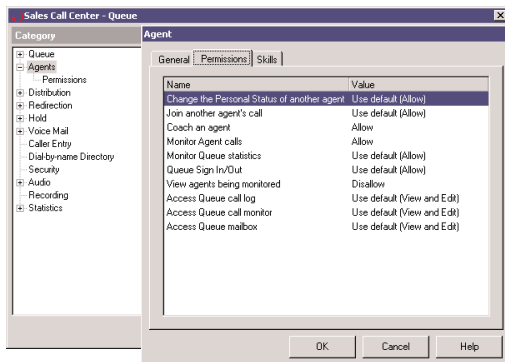 Sales Call Center - Queue
Category
Queue
Agents
Permissions
Distribution
Redirection
Hold
Voice Mail
Caller Entry
Dial-by-name Directory
Security
Audio
Recording
Statistics
Agent
General Permissions Skills
Name Value
Change the Personal Status of another agent Use default (Allow)
Join another agent's call Use default (Allow)
Coach an agent Allow
Monitor Agent calls Allow
Monitor Queue statistics Use default (Allow)
Queue Sign In/Out Use default (Allow)
View agents being monitored Disallow
Access Queue call log Use default (View and Edit)
Access Queue call monitor Use default (View and Edit)
Access Queue mailbox Use default (View and Edit)
OK Cancel Help